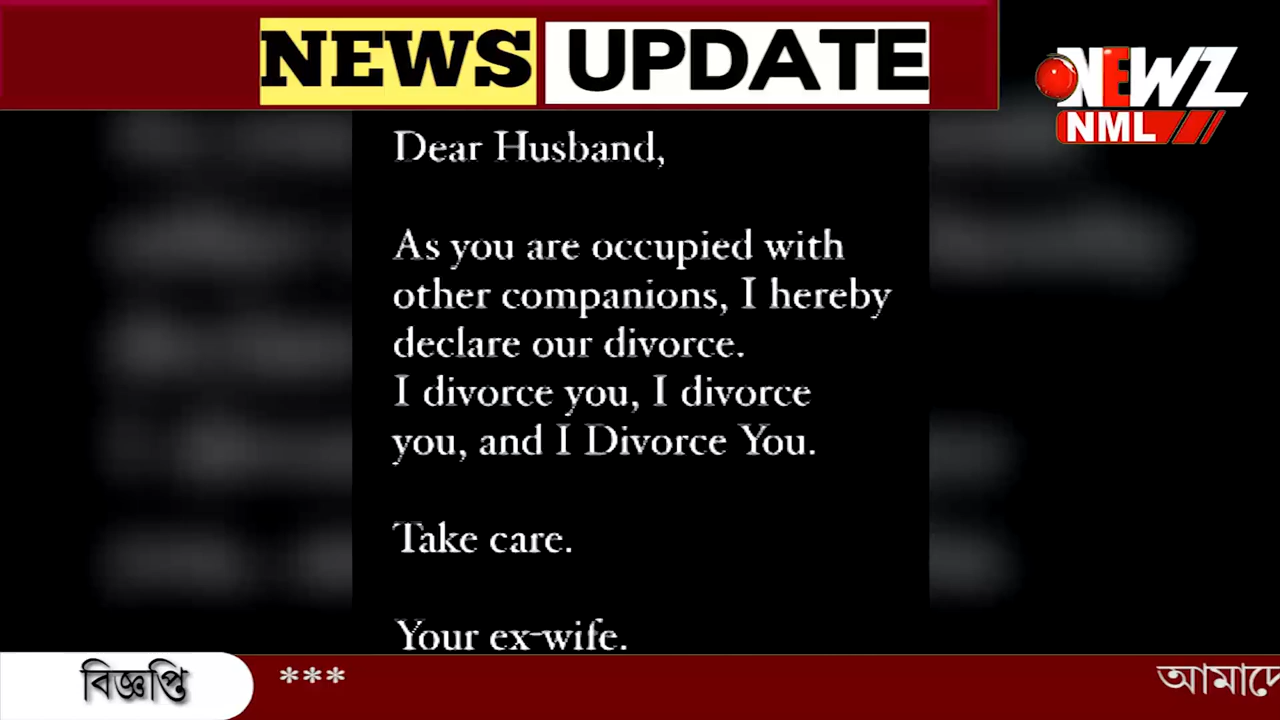 NEWS UPDATE
NEWZ
NML
Dear Husband,
As you are occupied with
other companions, I hereby
declare our divorce.
I divorce you, I divorce
you, and I Divorce You.
Take care.
Your ex-wife.
বিজ্ঞপ্তি
***